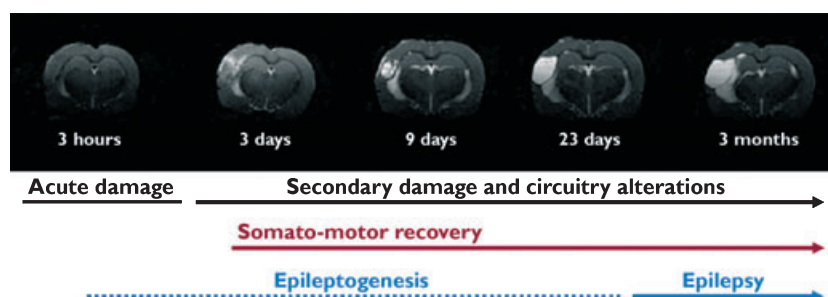 3 hours
3 days
9 days
23 days
3 months
Acute damage
Secondary damage and circuitry alterations
Somato-motor recovery
Epileptogenesis
Epilepsy